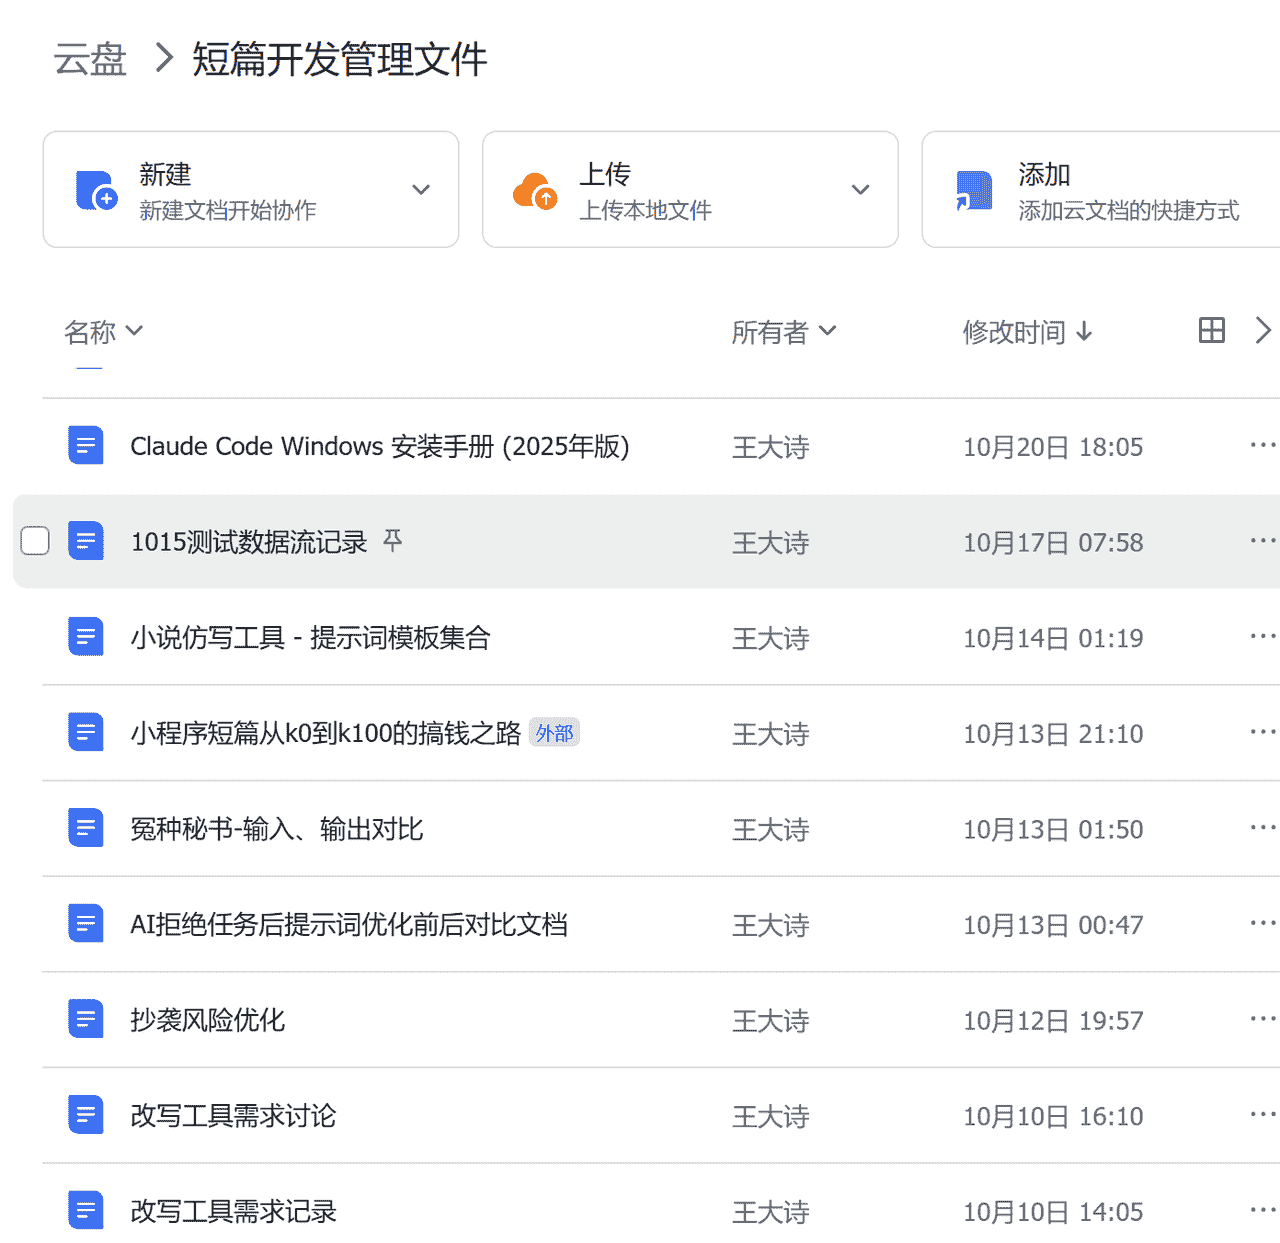 云盘 > 短篇开发管理文件
新建
新建文档开始协作
上传
上传本地文件
添加
添加云文档的快捷方式
名称 所有者 修改时间
Claude Code Windows 安装手册 (2025年版) 王大诗 10月20日 18:05
1015测试数据流记录 王大诗 10月17日 07:58
小说仿写工具 - 提示词模板集合 王大诗 10月14日 01:19
小程序短篇从k0到k100的搞钱之路 外部 王大诗 10月13日 21:10
冤种秘书-输入、输出对比 王大诗 10月13日 01:50
AI拒绝任务后提示词优化前后对比文档 王大诗 10月13日 00:47
抄袭风险优化 王大诗 10月12日 19:57
改写工具需求讨论 王大诗 10月10日 16:10
改写工具需求记录 王大诗 10月10日 14:05